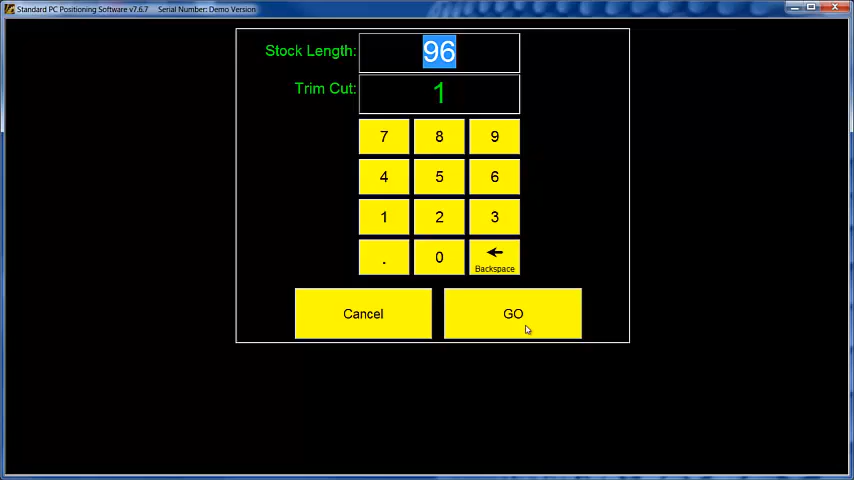 Standard PC Positioning Software v7.6.7 Serial Number: Demo Version
Stock Length: 96
Trim Cut: 1
7 8 9
4 5 6
1 2 3
. 0 Backspace
Cancel GO